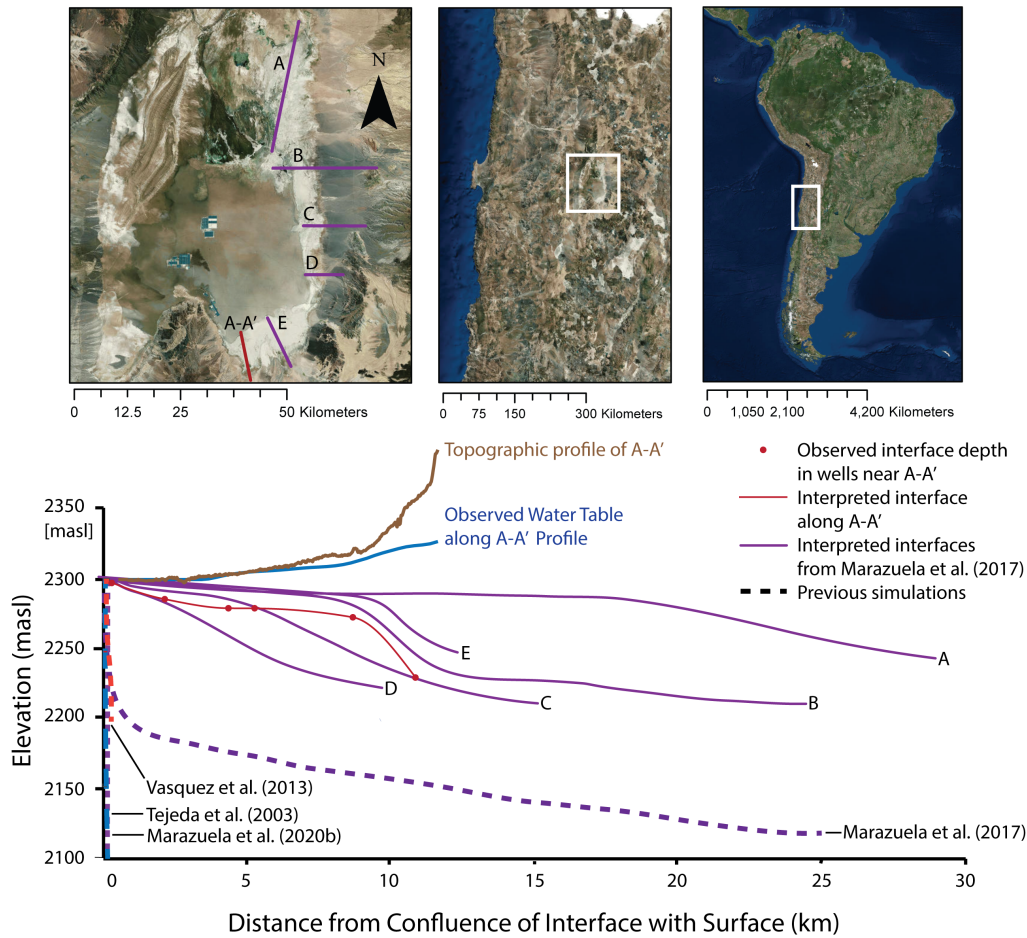 A
N
B
C
D
A-A’
E
0 12.5 25 50 Kilometers
0 75 150 300 Kilometers
0 1,050 2,100 4,200 Kilometers
Topographic profile of A-A’
Observed Water Table
along A-A’ Profile
Observed interface depth
in wells near A-A’
Interpreted interface
along A-A’
Interpreted interfaces
from Marazuela et al. (2017)
Previous simulations
2350
[masl]
2300
2250
2200
2150
2100
Elevation (masl)
E
A
D
C
B
Vasquez et al. (2013)
Tejeda et al. (2003)
Marazuela et al. (2020b)
Marazuela et al. (2017)
0 5 10 15 20 25 30
Distance from Confluence of Interface with Surface (km)